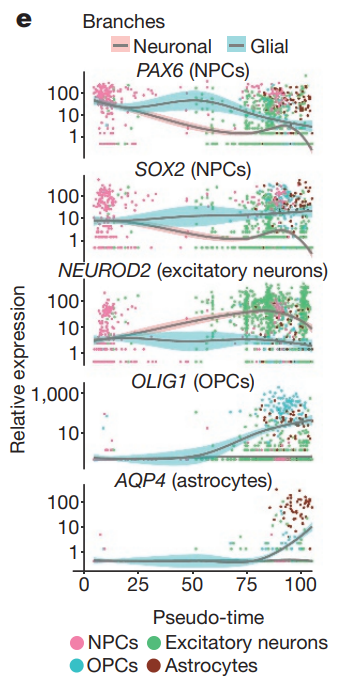 e
Branches
Neuronal Glial
PAX6 (NPCs)
100
10
1
SOX2 (NPCs)
100
10
1
NEUROD2 (excitatory neurons)
100
10
1
OLIG1 (OPCs)
1,000
10
AQP4 (astrocytes)
100
10
1
Relative expression
0 25 50 75 100
Pseudo-time
NPCs Excitatory neurons
OPCs Astrocytes